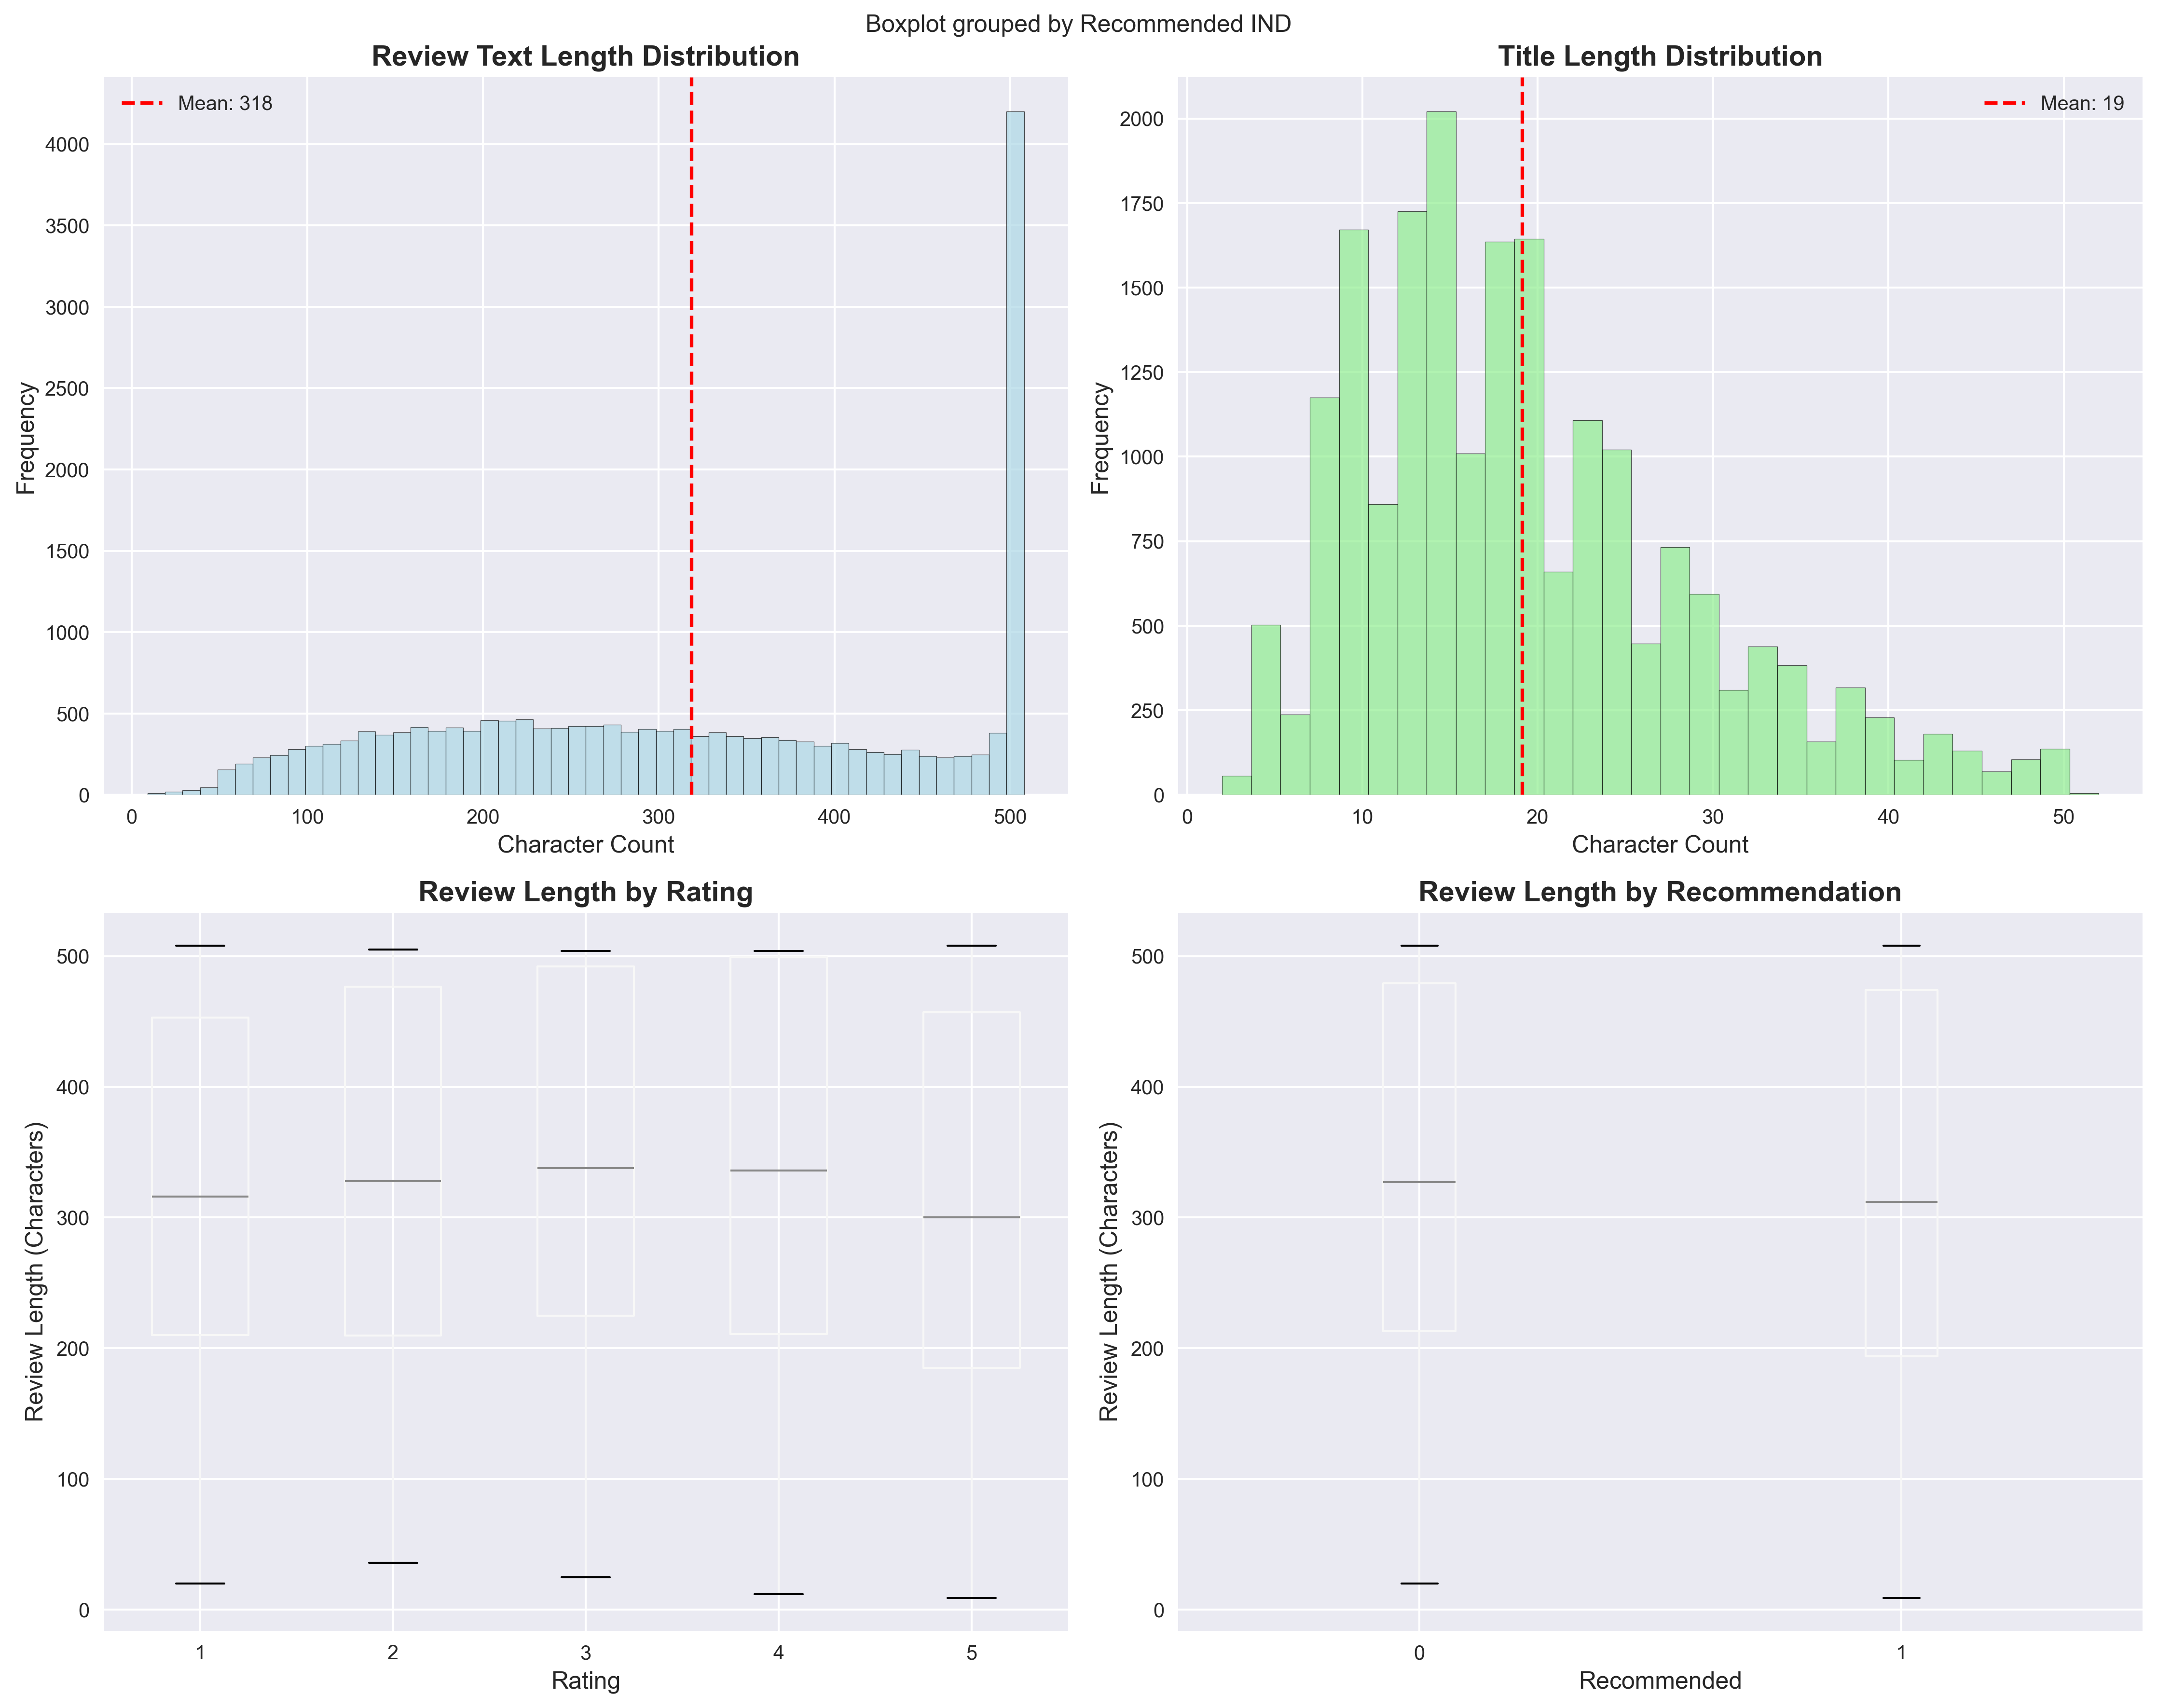 Boxplot grouped by Recommended IND
Review Text Length Distribution
Mean: 318
Frequency
4000
3500
3000
2500
2000
1500
1000
500
0
0 100 200 300 400 500
Character Count
Title Length Distribution
Mean: 19
Frequency
2000
1750
1500
1250
1000
750
500
250
0
0 10 20 30 40 50
Character Count
Review Length by Rating
Review Length (Characters)
500
400
300
200
100
0
1 2 3 4 5
Rating
Review Length by Recommendation
Review Length (Characters)
500
400
300
200
100
0
0 1
Recommended